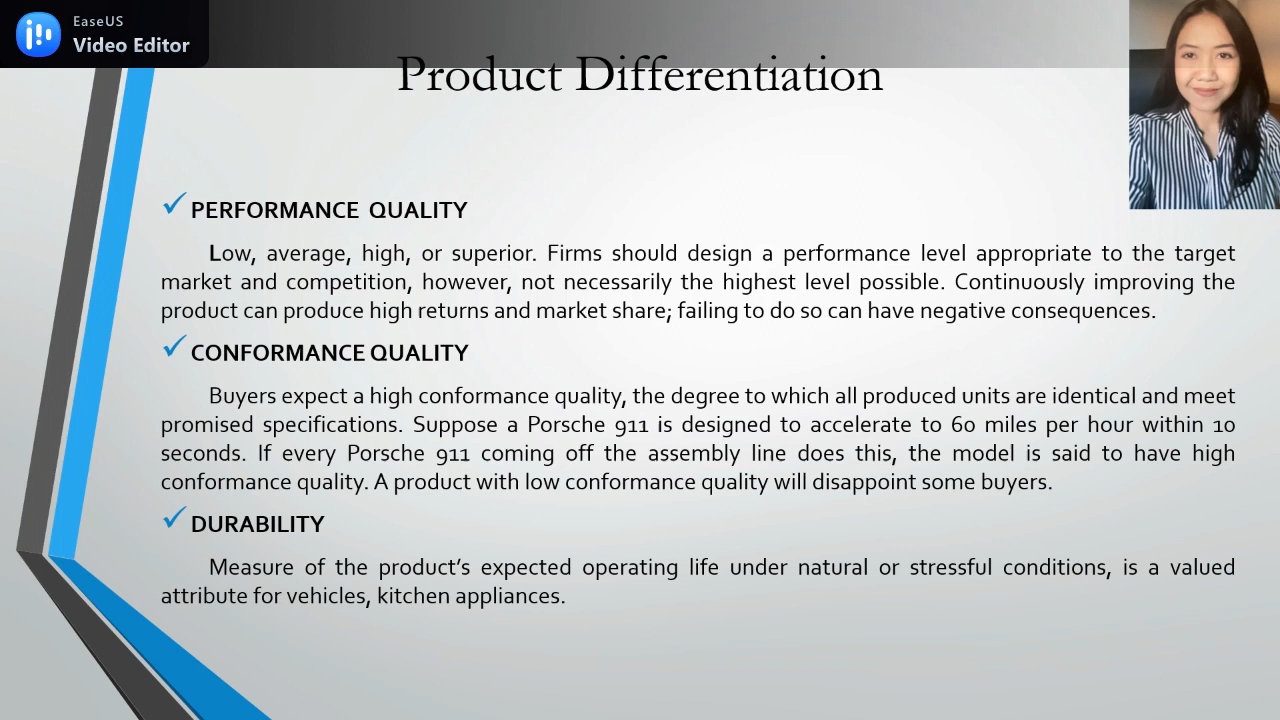 EaseUS
Video Editor
Product Differentiation
PERFORMANCE QUALITY
Low, average, high, or superior. Firms should design a performance level appropriate to the target
market and competition, however, not necessarily the highest level possible. Continuously improving the
product can produce high returns and market share; failing to do so can have negative consequences.
CONFORMANCE QUALITY
Buyers expect a high conformance quality, the degree to which all produced units are identical and meet
promised specifications. Suppose a Porsche 911 is designed to accelerate to 60 miles per hour within 10
seconds. If every Porsche 911 coming off the assembly line does this, the model is said to have high
conformance quality. A product with low conformance quality will disappoint some buyers.
DURABILITY
Measure of the product’s expected operating life under natural or stressful conditions, is a valued
attribute for vehicles, kitchen appliances.